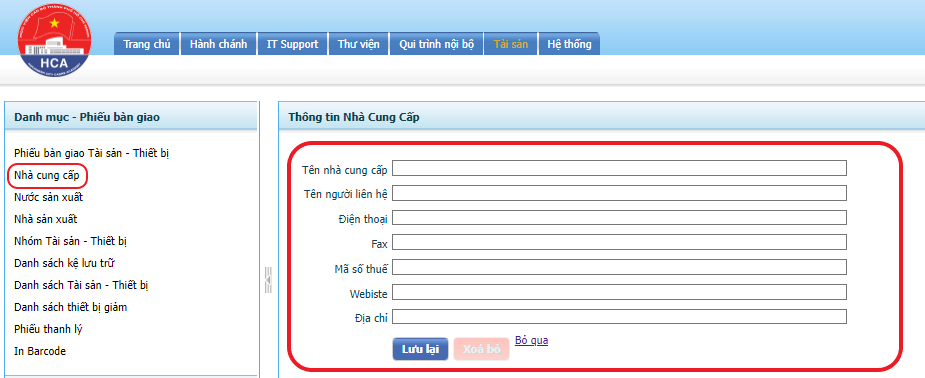 HCA
Trang chủ
Hành chánh
IT Support
Thư viện
Qui trình nội bộ
Tài sản
Hệ thống
Danh mục - Phiếu bàn giao
Phiếu bàn giao Tài sản - Thiết bị
Nhà cung cấp
Nước sản xuất
Nhà sản xuất
Nhóm Tài sản - Thiết bị
Danh sách kệ lưu trữ
Danh sách Tài sản - Thiết bị
Danh sách thiết bị giảm
Phiếu thanh lý
In Barcode
Thông tin Nhà Cung Cấp
Tên nhà cung cấp
Tên người liên hệ
Điện thoại
Fax
Mã số thuế
Webiste
Địa chỉ
Lưu lại
Xoá bỏ
Bỏ qua